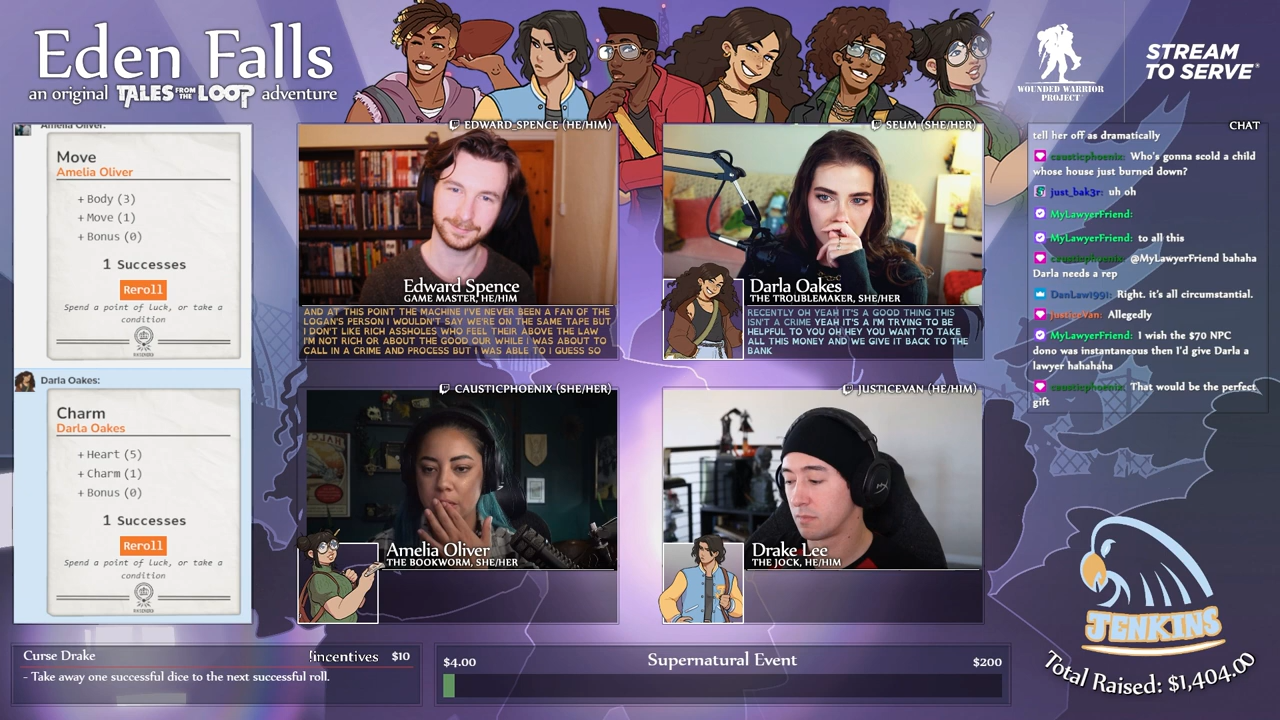 Eden Falls
an original TALES FROM THE LOOP adventure
WOUNDED WARRIOR
PROJECT
STREAM
TO SERVE
Amelia Oliver:
Move
Amelia Oliver
+ Body (3)
+ Move (1)
+ Bonus (0)
1 Successes
Reroll
Spend a point of luck, or take a
condition
Darla Oakes:
Charm
Darla Oakes
+ Heart (5)
+ Charm (1)
+ Bonus (0)
1 Successes
Reroll
Spend a point of luck, or take a
condition
EDWARD_SPENCE (HE/HIM)
Edward Spence
GAME MASTER, HE/HIM
AND AT THIS POINT THE MACHINE I'VE NEVER BEEN A FAN OF THE
LOGAN'S PERSON I WOULDN'T SAY WE'RE ON THE SAME TAPE BUT
I DON'T LIKE RICH ASSHOLES WHO FEEL THEIR ABOVE THE LAW
I'M NOT RICH OR ABOUT THE GOOD OUR WHILE I WAS ABOUT TO
CALL IN A CRIME AND PROCESS BUT I WAS ABLE TO I GUESS SO
SEUM (SHE/HER)
Darla Oakes
THE TROUBLEMAKER, SHE/HER
RECENTLY OH YEAH IT'S A GOOD THING THIS
ISN'T A CRIME YEAH IT'S A I'M TRYING TO BE
HELPFUL TO YOU OH HEY YOU WANT TO TAKE
ALL THIS MONEY AND WE GIVE IT BACK TO THE
BANK
CAUSTICPHOENIX (SHE/HER)
Amelia Oliver
THE BOOKWORM, SHE/HER
JUSTICEVAN (HE/HIM)
Drake Lee
THE JOCK, HE/HIM
CHAT
tell her off as dramatically
causticphoenix: Who's gonna scold a child
whose house just burned down?
just_bak3r: uh oh
MyLawyerFriend:
MyLawyerFriend: to all this
causticphoenix: @MyLawyerFriend bahaha
Darla needs a rep
DanLaw1991: Right. it's all circumstantial.
justicevan: Allegedly
MyLawyerFriend: I wish the $70 NPC
dono was instantaneous then I'd give Darla a
lawyer hahahaha
causticphoenix: That would be the perfect
gift
JENKINS
Total Raised: $1,404.00
Curse Drake !incentives $10
- Take away one successful dice to the next successful roll.
$4.00 Supernatural Event $200